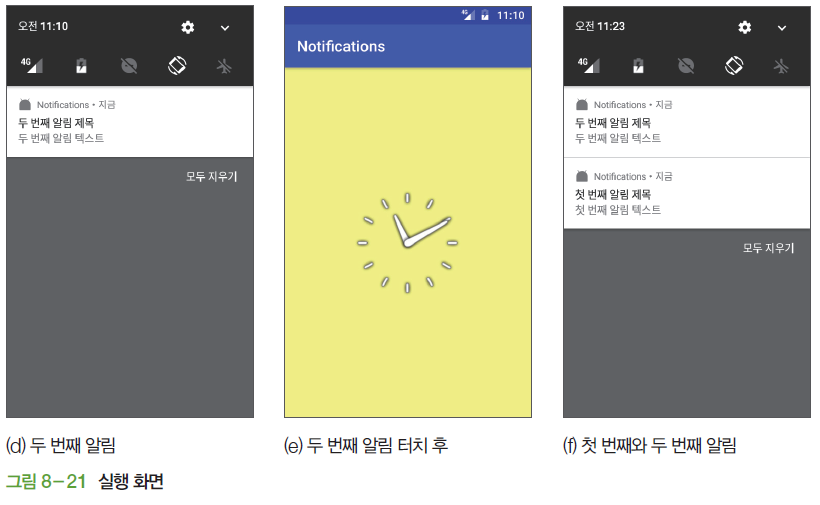 오전 11:10
4G
Notifications • 지금
두 번째 알림 제목
두 번째 알림 텍스트
모두 지우기
4G 11:10
Notifications
오전 11:23
4G
Notifications • 지금
두 번째 알림 제목
두 번째 알림 텍스트
Notifications • 지금
첫 번째 알림 제목
첫 번째 알림 텍스트
모두 지우기
(d) 두 번째 알림
(e) 두 번째 알림 터치 후
(f) 첫 번째와 두 번째 알림
그림 8-21 실행 화면